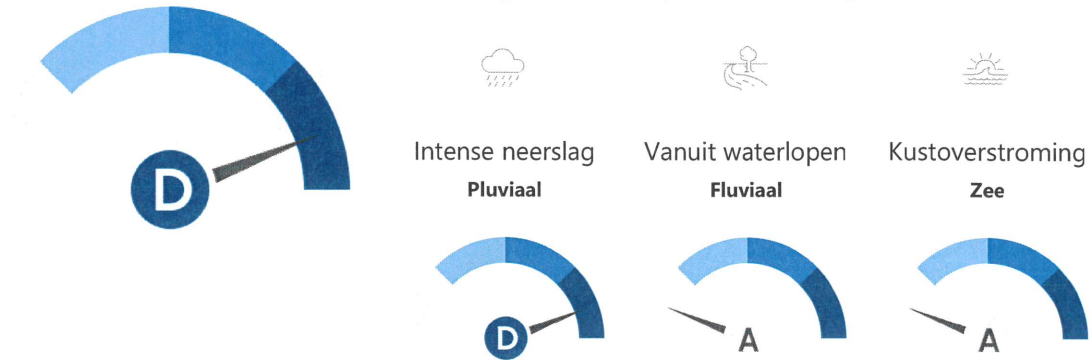 D
Intense neerslag
Vanuit waterlopen
Kustoverstroming
Pluviaal
Fluviaal
Zee
D
A
A